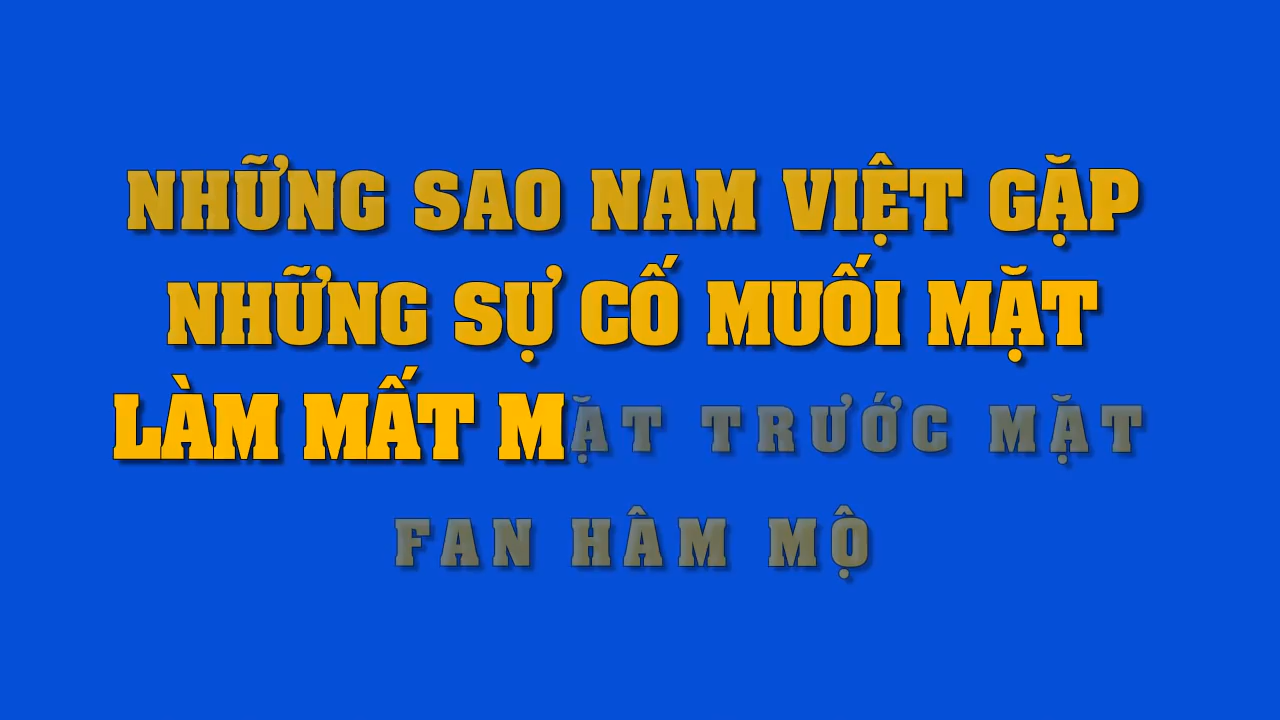 NHỮNG SAO NAM VIỆT GẶP
NHỮNG SỰ CỐ MUỐI MẶT
LÀM MẤT MẶT TRƯỚC MẶT
FAN HÂM MỘ